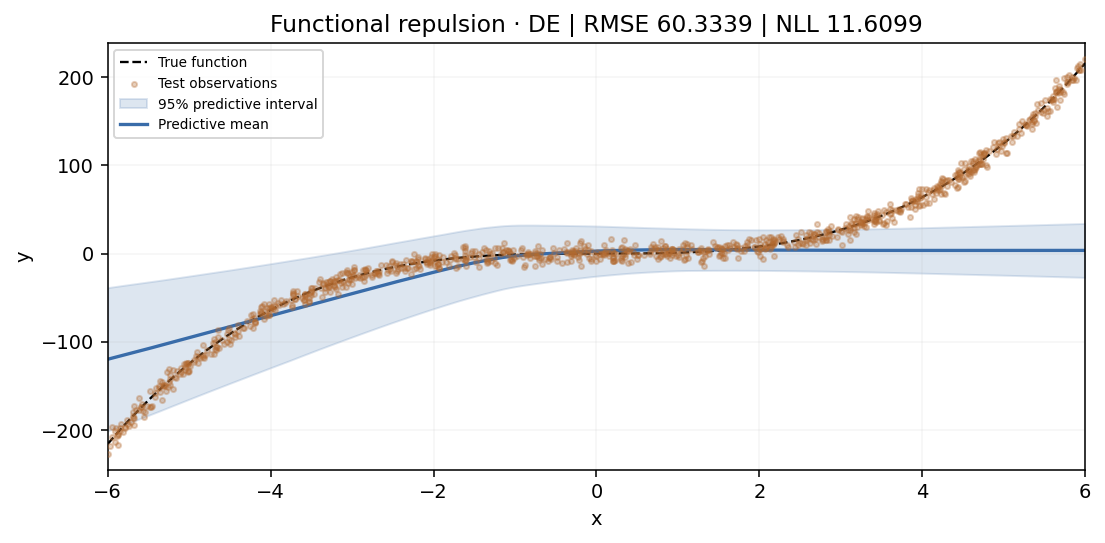 Functional repulsion · DE | RMSE 60.3339 | NLL 11.6099
True function
Test observations
95% predictive interval
Predictive mean
200
100
0
−100
−200
y
−6
−4
−2
0
2
4
6
x